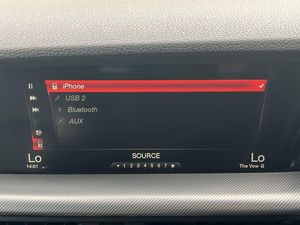 iPhone
USB 2
Bluetooth
AUX
Lo SOURCE Lo
14:01 1 2 3 4 5 6 7 The Vow